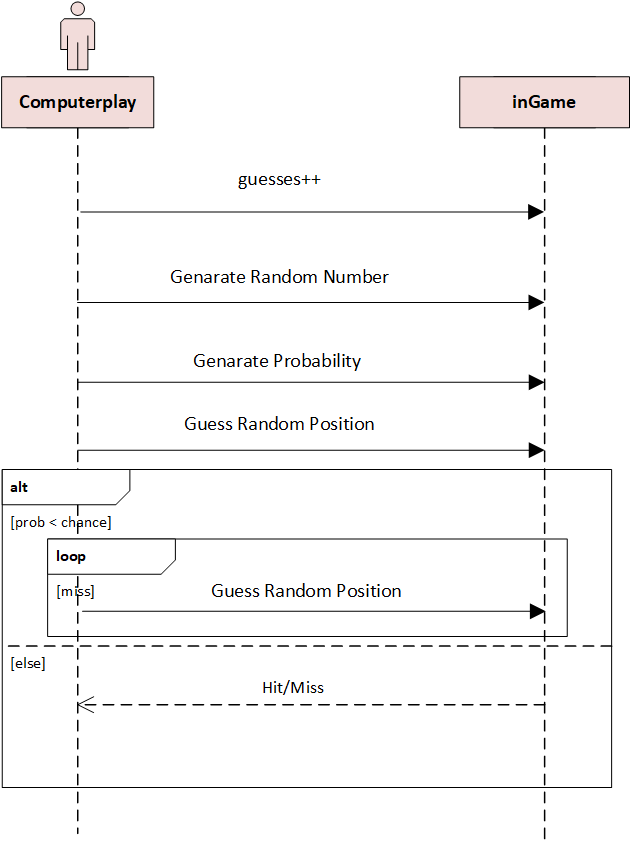 Computerplay
inGame
guesses++
Genarate Random Number
Genarate Probability
Guess Random Position
alt
[prob < chance]
loop
[miss]
Guess Random Position
[else]
Hit/Miss